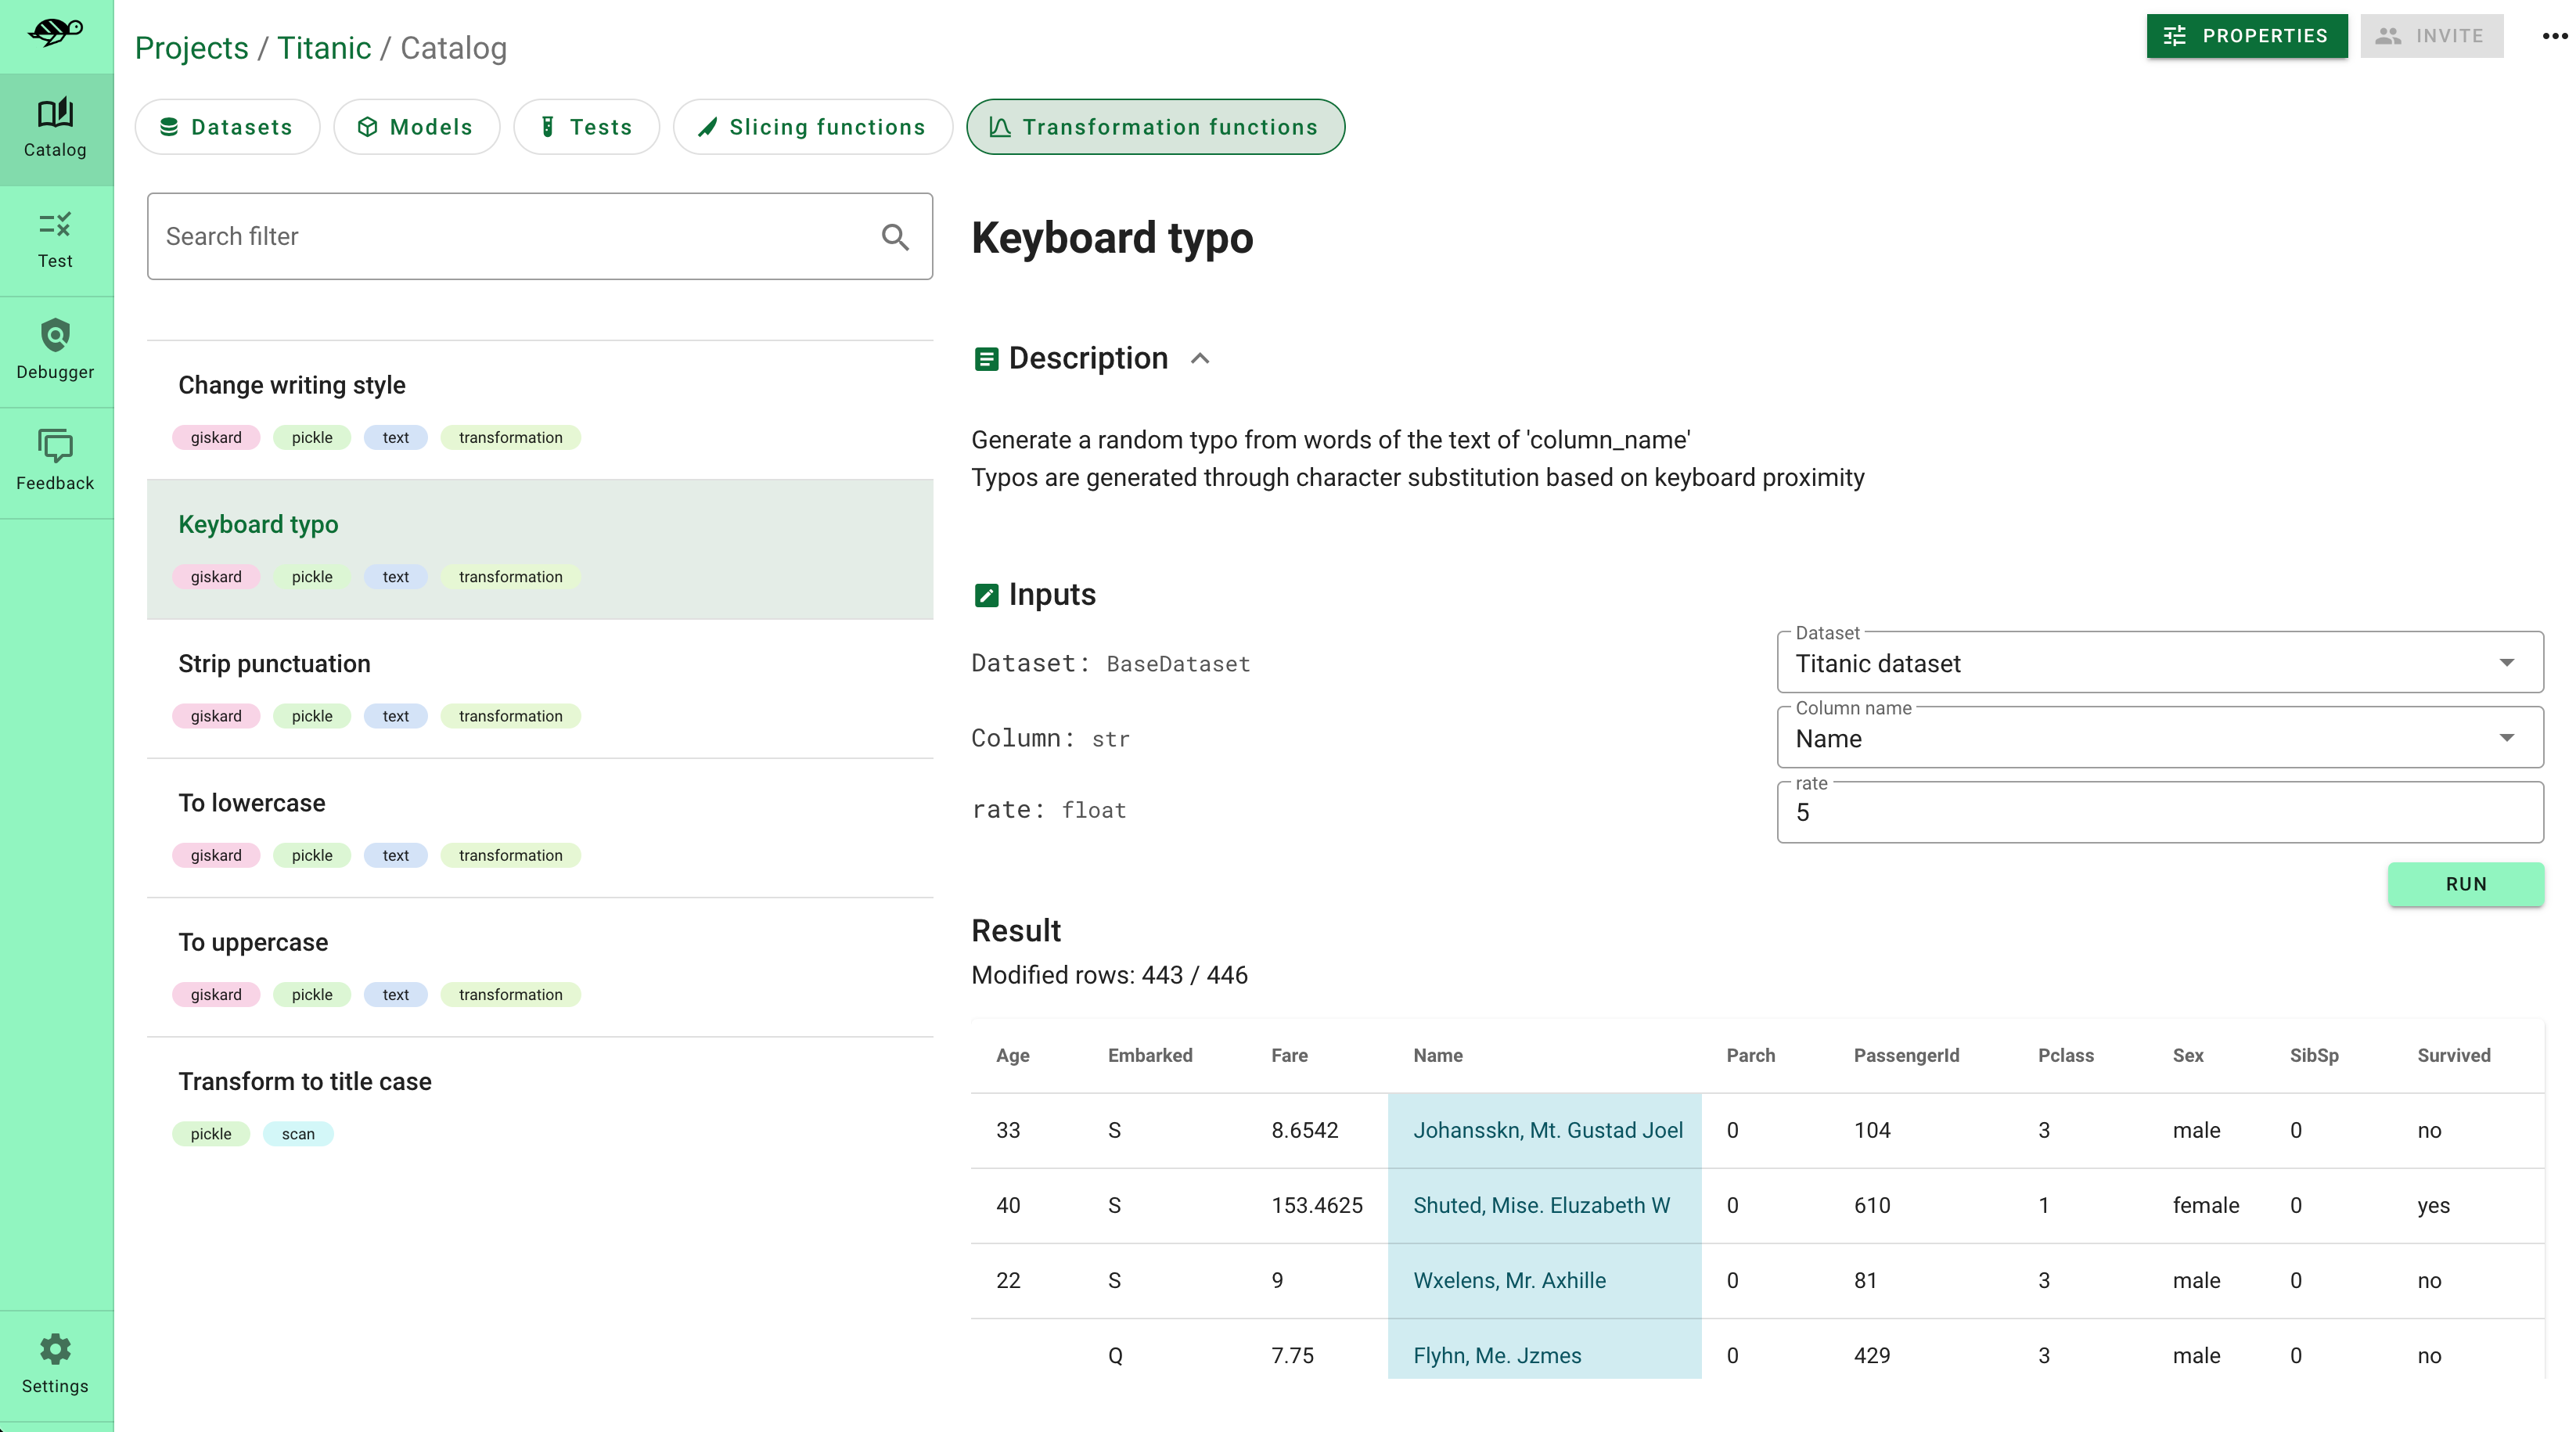 Projects / Titanic / Catalog
PROPERTIES
INVITE
Catalog
Test
Debugger
Feedback
Settings
Datasets
Models
Tests
Slicing functions
Transformation functions
Search filter
Change writing style
giskard pickle text transformation
Keyboard typo
giskard pickle text transformation
Strip punctuation
giskard pickle text transformation
To lowercase
giskard pickle text transformation
To uppercase
giskard pickle text transformation
Transform to title case
pickle scan
Keyboard typo
Description
Generate a random typo from words of the text of 'column_name'
Typos are generated through character substitution based on keyboard proximity
Inputs
Dataset: BaseDataset
Dataset
Titanic dataset
Column: str
Column name
Name
rate: float
rate
5
RUN
Result
Modified rows: 443 / 446
Age Embarked Fare Name Parch PassengerId Pclass Sex SibSp Survived
33 S 8.6542 Johansskn, Mt. Gustad Joel 0 104 3 male 0 no
40 S 153.4625 Shuted, Mise. Eluzabeth W 0 610 1 female 0 yes
22 S 9 Wxelens, Mr. Axhille 0 81 3 male 0 no
Q 7.75 Flyhn, Me. Jzmes 0 429 3 male 0 no